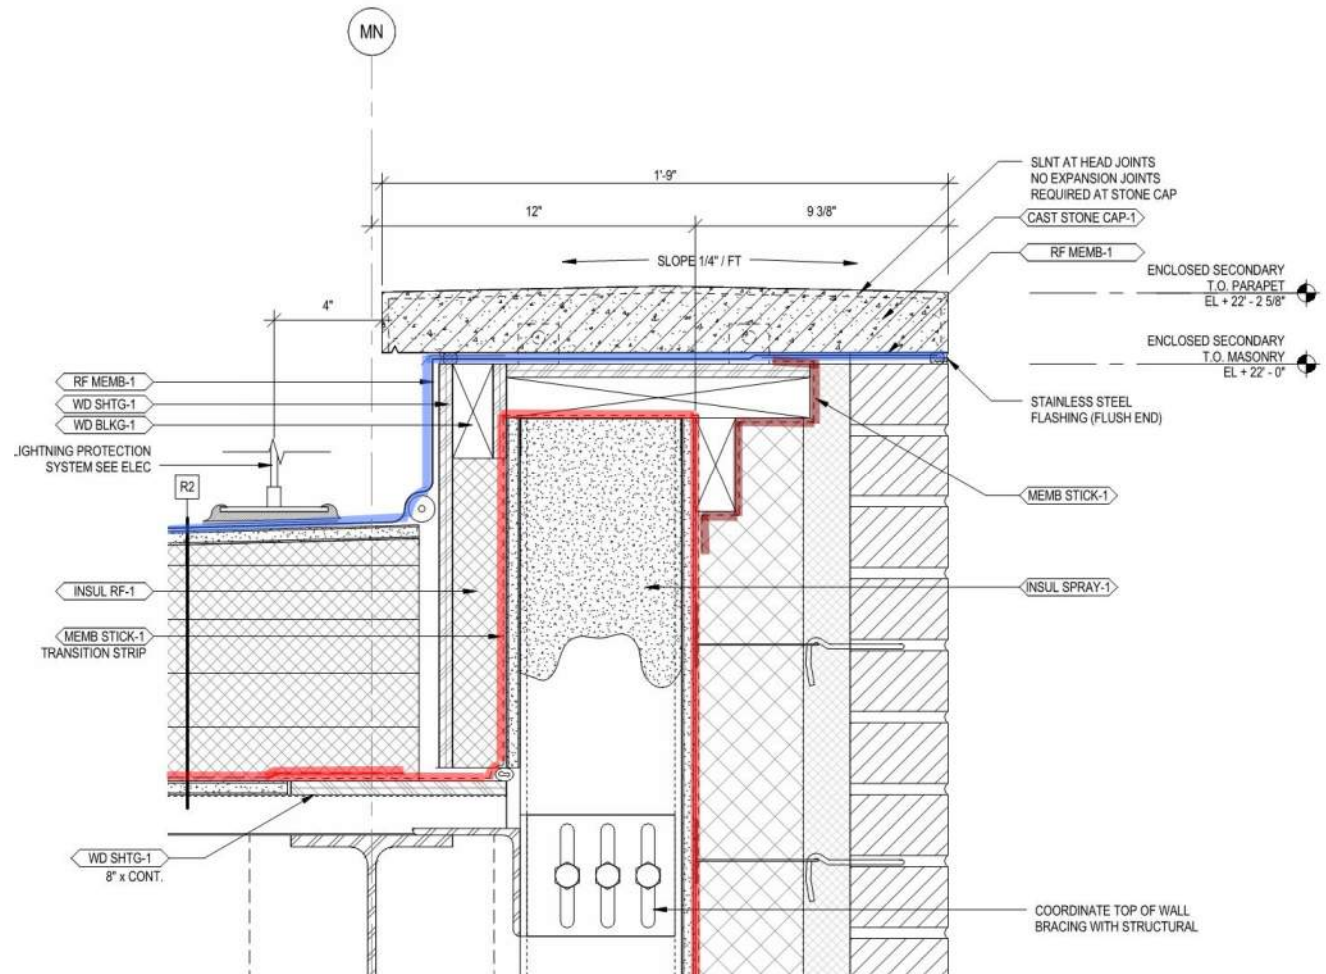 MN
1'-9"
12"
9 3/8"
SLOPE 1/4" / FT
4"
SLNT AT HEAD JOINTS
NO EXPANSION JOINTS
REQUIRED AT STONE CAP
CAST STONE CAP-1
RF MEMB-1
ENCLOSED SECONDARY
T.O. PARAPET
EL + 22' - 2 5/8"
ENCLOSED SECONDARY
T.O. MASONRY
EL + 22' - 0"
STAINLESS STEEL
FLASHING (FLUSH END)
RF MEMB-1
WD SHTG-1
WD BLKG-1
LIGHTNING PROTECTION
SYSTEM SEE ELEC
R2
MEMB STICK-1
INSUL RF-1
INSUL SPRAY-1
MEMB STICK-1
TRANSITION STRIP
WD SHTG-1
8" x CONT.
COORDINATE TOP OF WALL
BRACING WITH STRUCTURAL